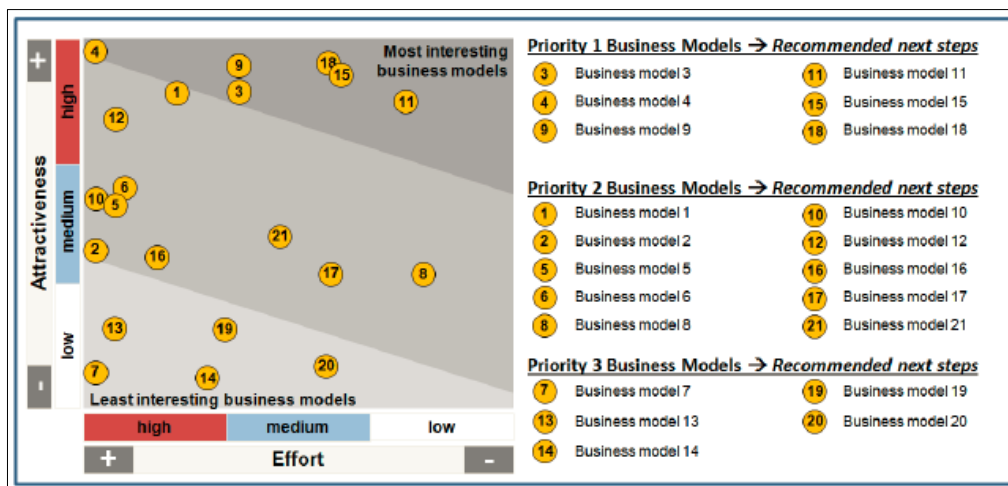 Most interesting
business models
4
9
18
15
1
3
11
12
6
10
5
21
2
16
17
8
13
19
20
7
14
Least interesting business models
+
high
medium
low
-
Attractiveness
high
medium
low
+
Effort
-
Priority 1 Business Models → Recommended next steps
3 Business model 3
11 Business model 11
4 Business model 4
15 Business model 15
9 Business model 9
18 Business model 18
Priority 2 Business Models → Recommended next steps
1 Business model 1
10 Business model 10
2 Business model 2
12 Business model 12
5 Business model 5
16 Business model 16
6 Business model 6
17 Business model 17
8 Business model 8
21 Business model 21
Priority 3 Business Models → Recommended next steps
7 Business model 7
19 Business model 19
13 Business model 13
20 Business model 20
14 Business model 14